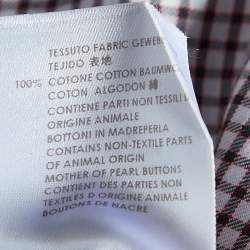 TESSUTO FABRIC GEWEB
TEJIDO 表地
100% COTONE COTTON BAUMWO
COTON ALGODON 綿
CONTIENE PARTI NON TESSILI D
ORIGINE ANIMALE
BOTTONI IN MADREPERLA
CONTAINS NON-TEXTILE PARTS
OF ANIMAL ORIGIN
MOTHER OF PEARL BUTTONS
CONTIENT DES PARTIES NON
TEXTILES D'ORIGINE ANIMALE
BOUTONS DE NACRE